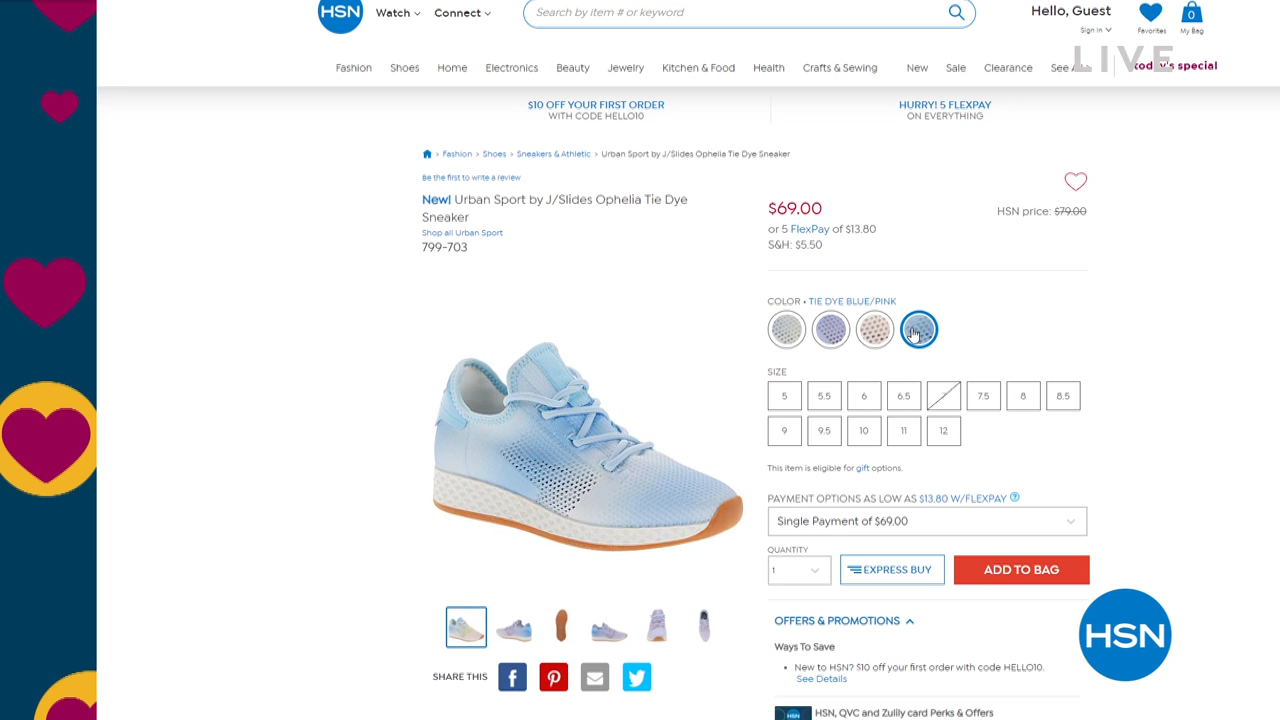 HSN
Watch
Connect
Search by item # or keyword
Hello, Guest
Sign In
Favorites
0
My Bag
LIVE
Fashion
Shoes
Home
Electronics
Beauty
Jewelry
Kitchen & Food
Health
Crafts & Sewing
New
Sale
Clearance
See
today's special
$10 OFF YOUR FIRST ORDER
WITH CODE HELLO10
HURRY! 5 FLEXPAY
ON EVERYTHING
> Fashion > Shoes > Sneakers & Athletic > Urban Sport by J/Slides Ophelia Tie Dye Sneaker
Be the first to write a review
New! Urban Sport by J/Slides Ophelia Tie Dye
Sneaker
Shop all Urban Sport
799-703
$69.00
HSN price: $79.00
or 5 FlexPay of $13.80
S&H: $5.50
COLOR • TIE DYE BLUE/PINK
SIZE
5
5.5
6
6.5
7.5
8
8.5
9
9.5
10
11
12
This item is eligible for gift options.
PAYMENT OPTIONS AS LOW AS $13.80 W/FLEXPAY ?
Single Payment of $69.00
QUANTITY
1
EXPRESS BUY
ADD TO BAG
OFFERS & PROMOTIONS
Ways To Save
• New to HSN? $10 off your first order with code HELLO10.
See Details
HSN
HSN, QVC and Zulily card Perks & Offers
SHARE THIS
HSN